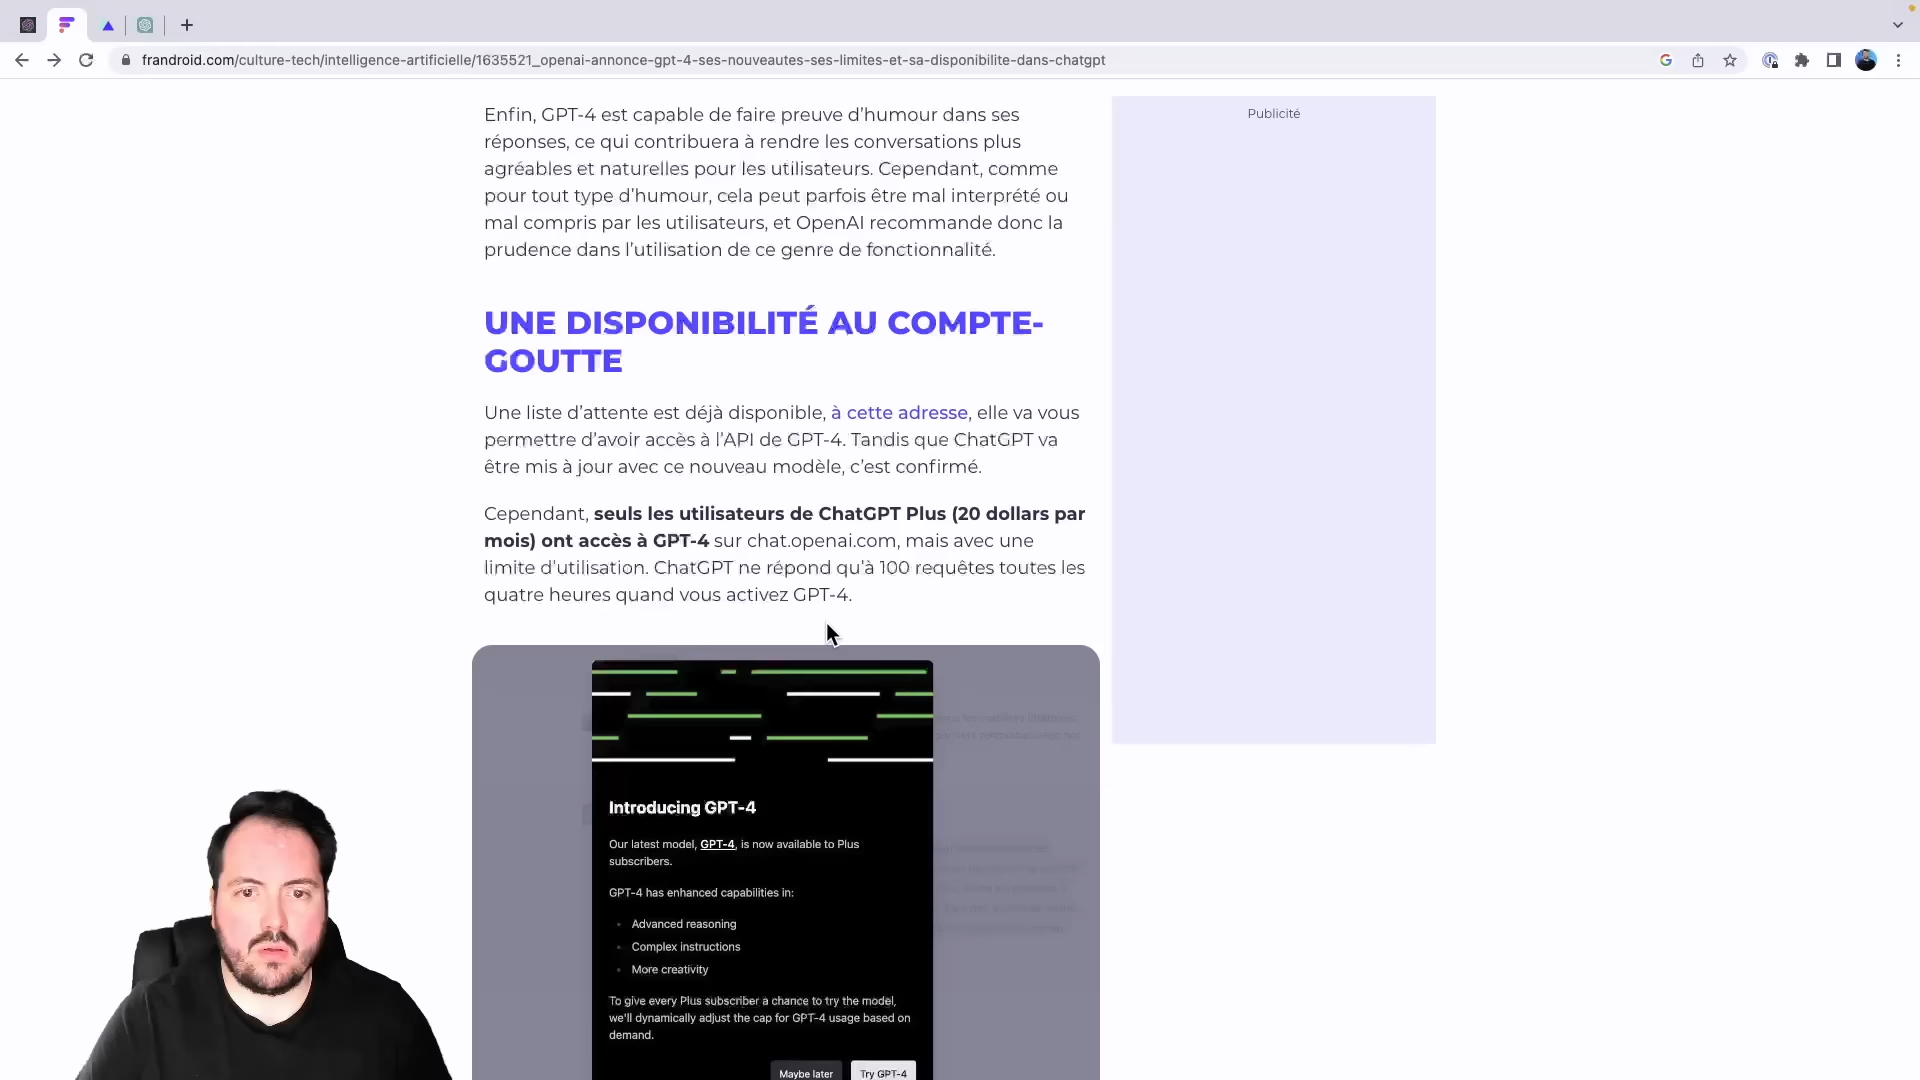 frandroid.com/culture-tech/intelligence-artificielle/1635521_openai-annonce-gpt-4-ses-nouveautes-ses-limites-et-sa-disponibilite-dans-chatgpt
Enfin, GPT-4 est capable de faire preuve d’humour dans ses
réponses, ce qui contribuera à rendre les conversations plus
agréables et naturelles pour les utilisateurs. Cependant, comme
pour tout type d’humour, cela peut parfois être mal interprété ou
mal compris par les utilisateurs, et OpenAI recommande donc la
prudence dans l’utilisation de ce genre de fonctionnalité.
Publicité
UNE DISPONIBILITÉ AU COMPTE-
GOUTTE
Une liste d’attente est déjà disponible, à cette adresse, elle va vous
permettre d’avoir accès à l’API de GPT-4. Tandis que ChatGPT va
être mis à jour avec ce nouveau modèle, c’est confirmé.
Cependant, seuls les utilisateurs de ChatGPT Plus (20 dollars par
mois) ont accès à GPT-4 sur chat.openai.com, mais avec une
limite d’utilisation. ChatGPT ne répond qu’à 100 requêtes toutes les
quatre heures quand vous activez GPT-4.
Introducing GPT-4
Our latest model, GPT-4, is now available to Plus
subscribers.
GPT-4 has enhanced capabilities in:
Advanced reasoning
Complex instructions
More creativity
To give every Plus subscriber a chance to try the model,
we'll dynamically adjust the cap for GPT-4 usage based on
demand.
Maybe later Try GPT-4